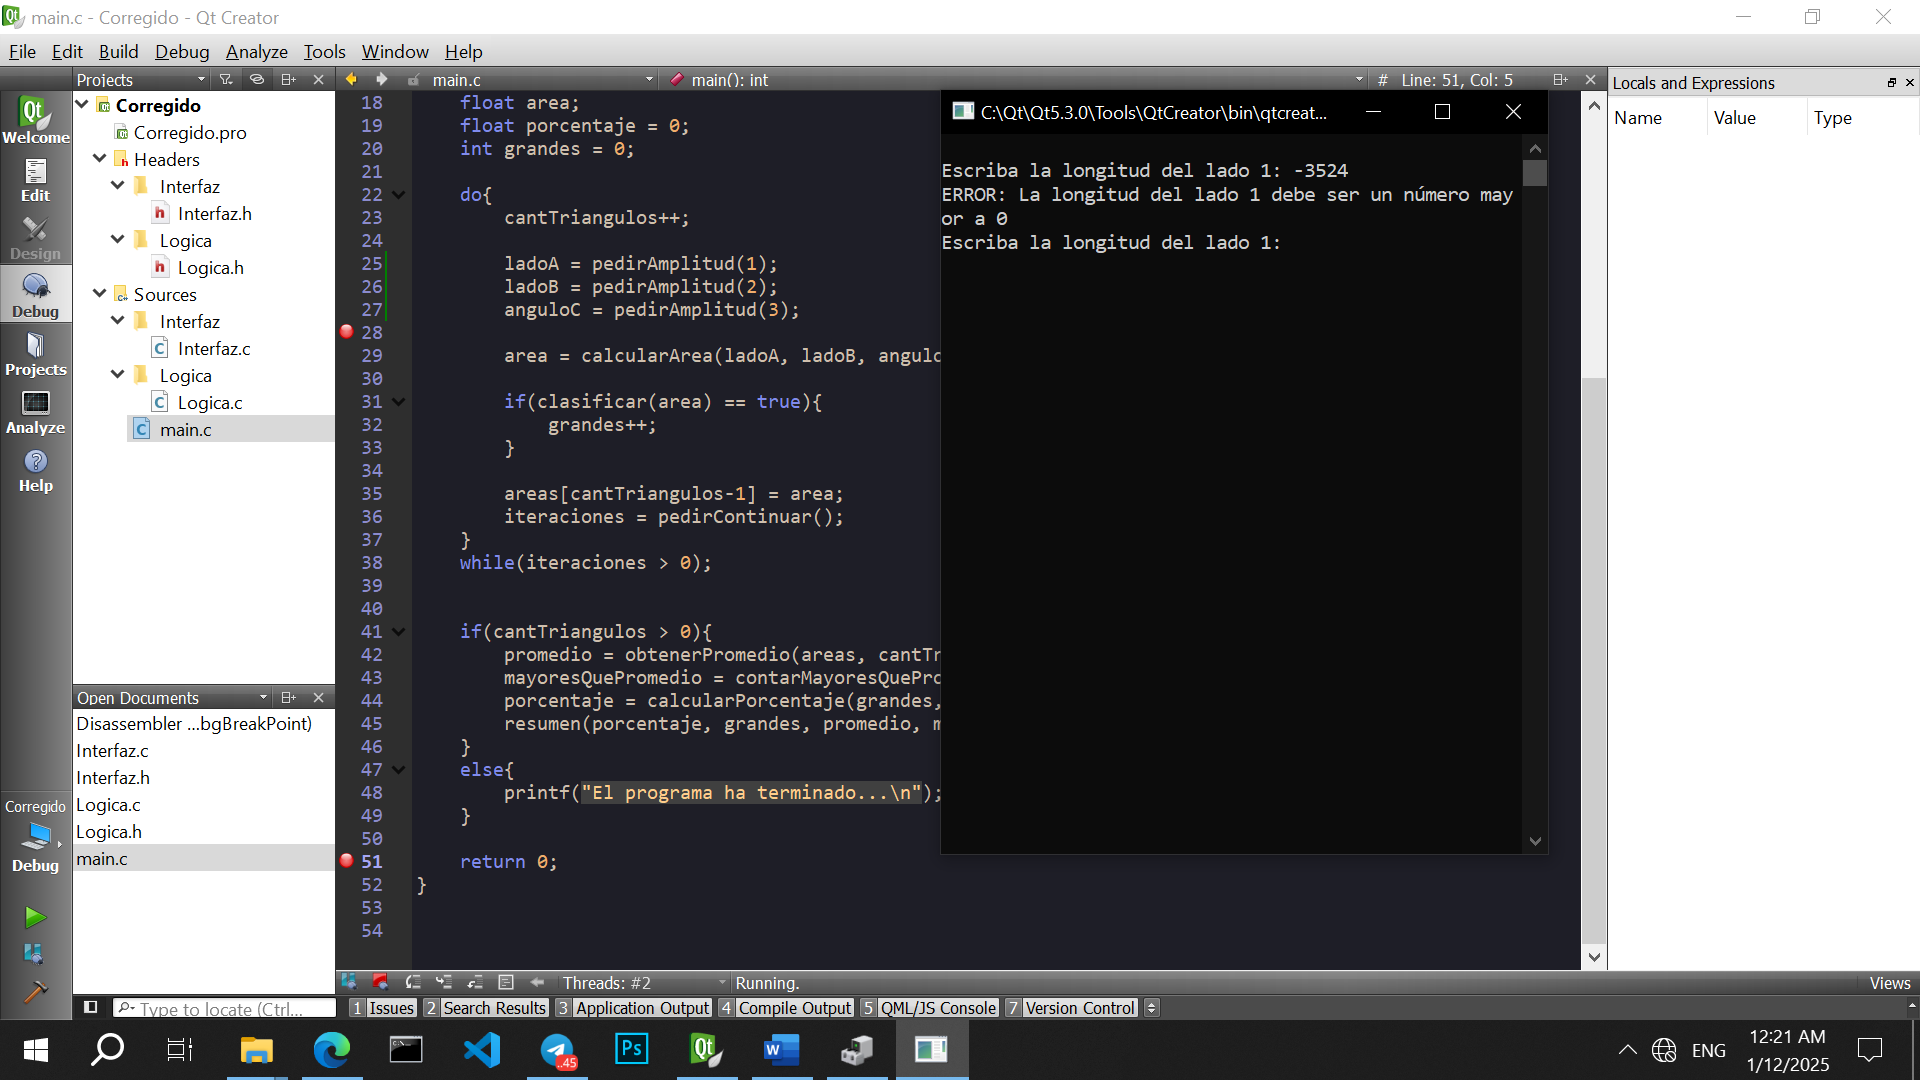 main.c - Corregido - Qt Creator
File Edit Build Debug Analyze Tools Window Help
Projects
main.c
main(): int
# Line: 51, Col: 5
Locals and Expressions
Name Value Type
Welcome
Edit
Design
Debug
Projects
Analyze
Help
Corregido
Corregido.pro
Headers
Interfaz
Interfaz.h
Logica
Logica.h
Sources
Interfaz
Interfaz.c
Logica
Logica.c
main.c
Open Documents
Disassembler ...bgBreakPoint)
Interfaz.c
Interfaz.h
Logica.c
Logica.h
main.c
Corregido
Debug
18 float area;
19 float porcentaje = 0;
20 int grandes = 0;
21
22 do{
23 cantTriangulos++;
24
25 ladoA = pedirAmplitud(1);
26 ladoB = pedirAmplitud(2);
27 anguloC = pedirAmplitud(3);
28
29 area = calcularArea(ladoA, ladoB, angulo
30
31 if(clasificar(area) == true){
32 grandes++;
33 }
34
35 areas[cantTriangulos-1] = area;
36 iteraciones = pedirContinuar();
37 }
38 while(iteraciones > 0);
39
40
41 if(cantTriangulos > 0){
42 promedio = obtenerPromedio(areas, cantTr
43 mayoresQuePromedio = contarMayoresQuePro
44 porcentaje = calcularPorcentaje(grandes,
45 resumen(porcentaje, grandes, promedio, m
46 }
47 else{
48 printf("El programa ha terminado...\n");
49 }
50
51 return 0;
52 }
53
54
C:\Qt\Qt5.3.0\Tools\QtCreator\bin\qtcreat...
Escriba la longitud del lado 1: -3524
ERROR: La longitud del lado 1 debe ser un número may
or a 0
Escriba la longitud del lado 1:
Threads: #2
Running.
Views
Type to locate (Ctrl...
1 Issues 2 Search Results 3 Application Output 4 Compile Output 5 QML/JS Console 7 Version Control
45
ENG
12:21 AM
1/12/2025